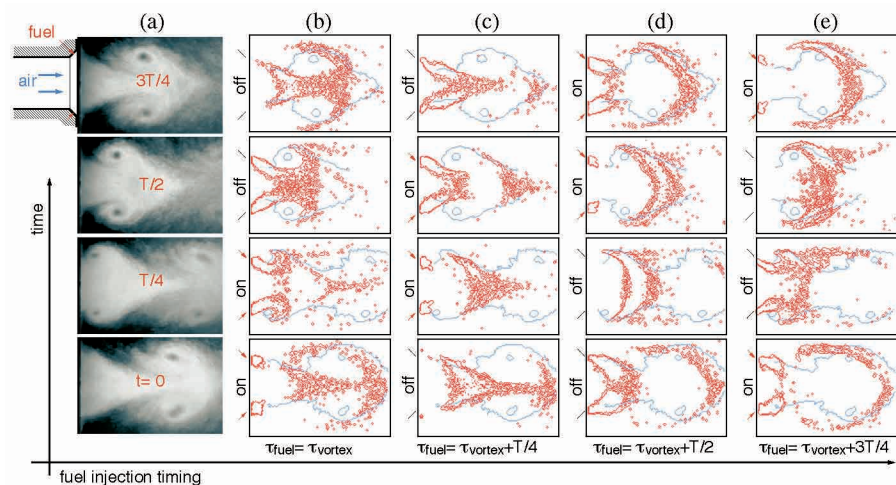 (a) (b) (c) (d) (e)
fuel
air
3T/4 off off on on
T/2 off on on off
T/4 on on off off
t= 0 on off off on
time
τfuel= τvortex τfuel= τvortex+T/4 τfuel= τvortex+T/2 τfuel= τvortex+3T/4
fuel injection timing